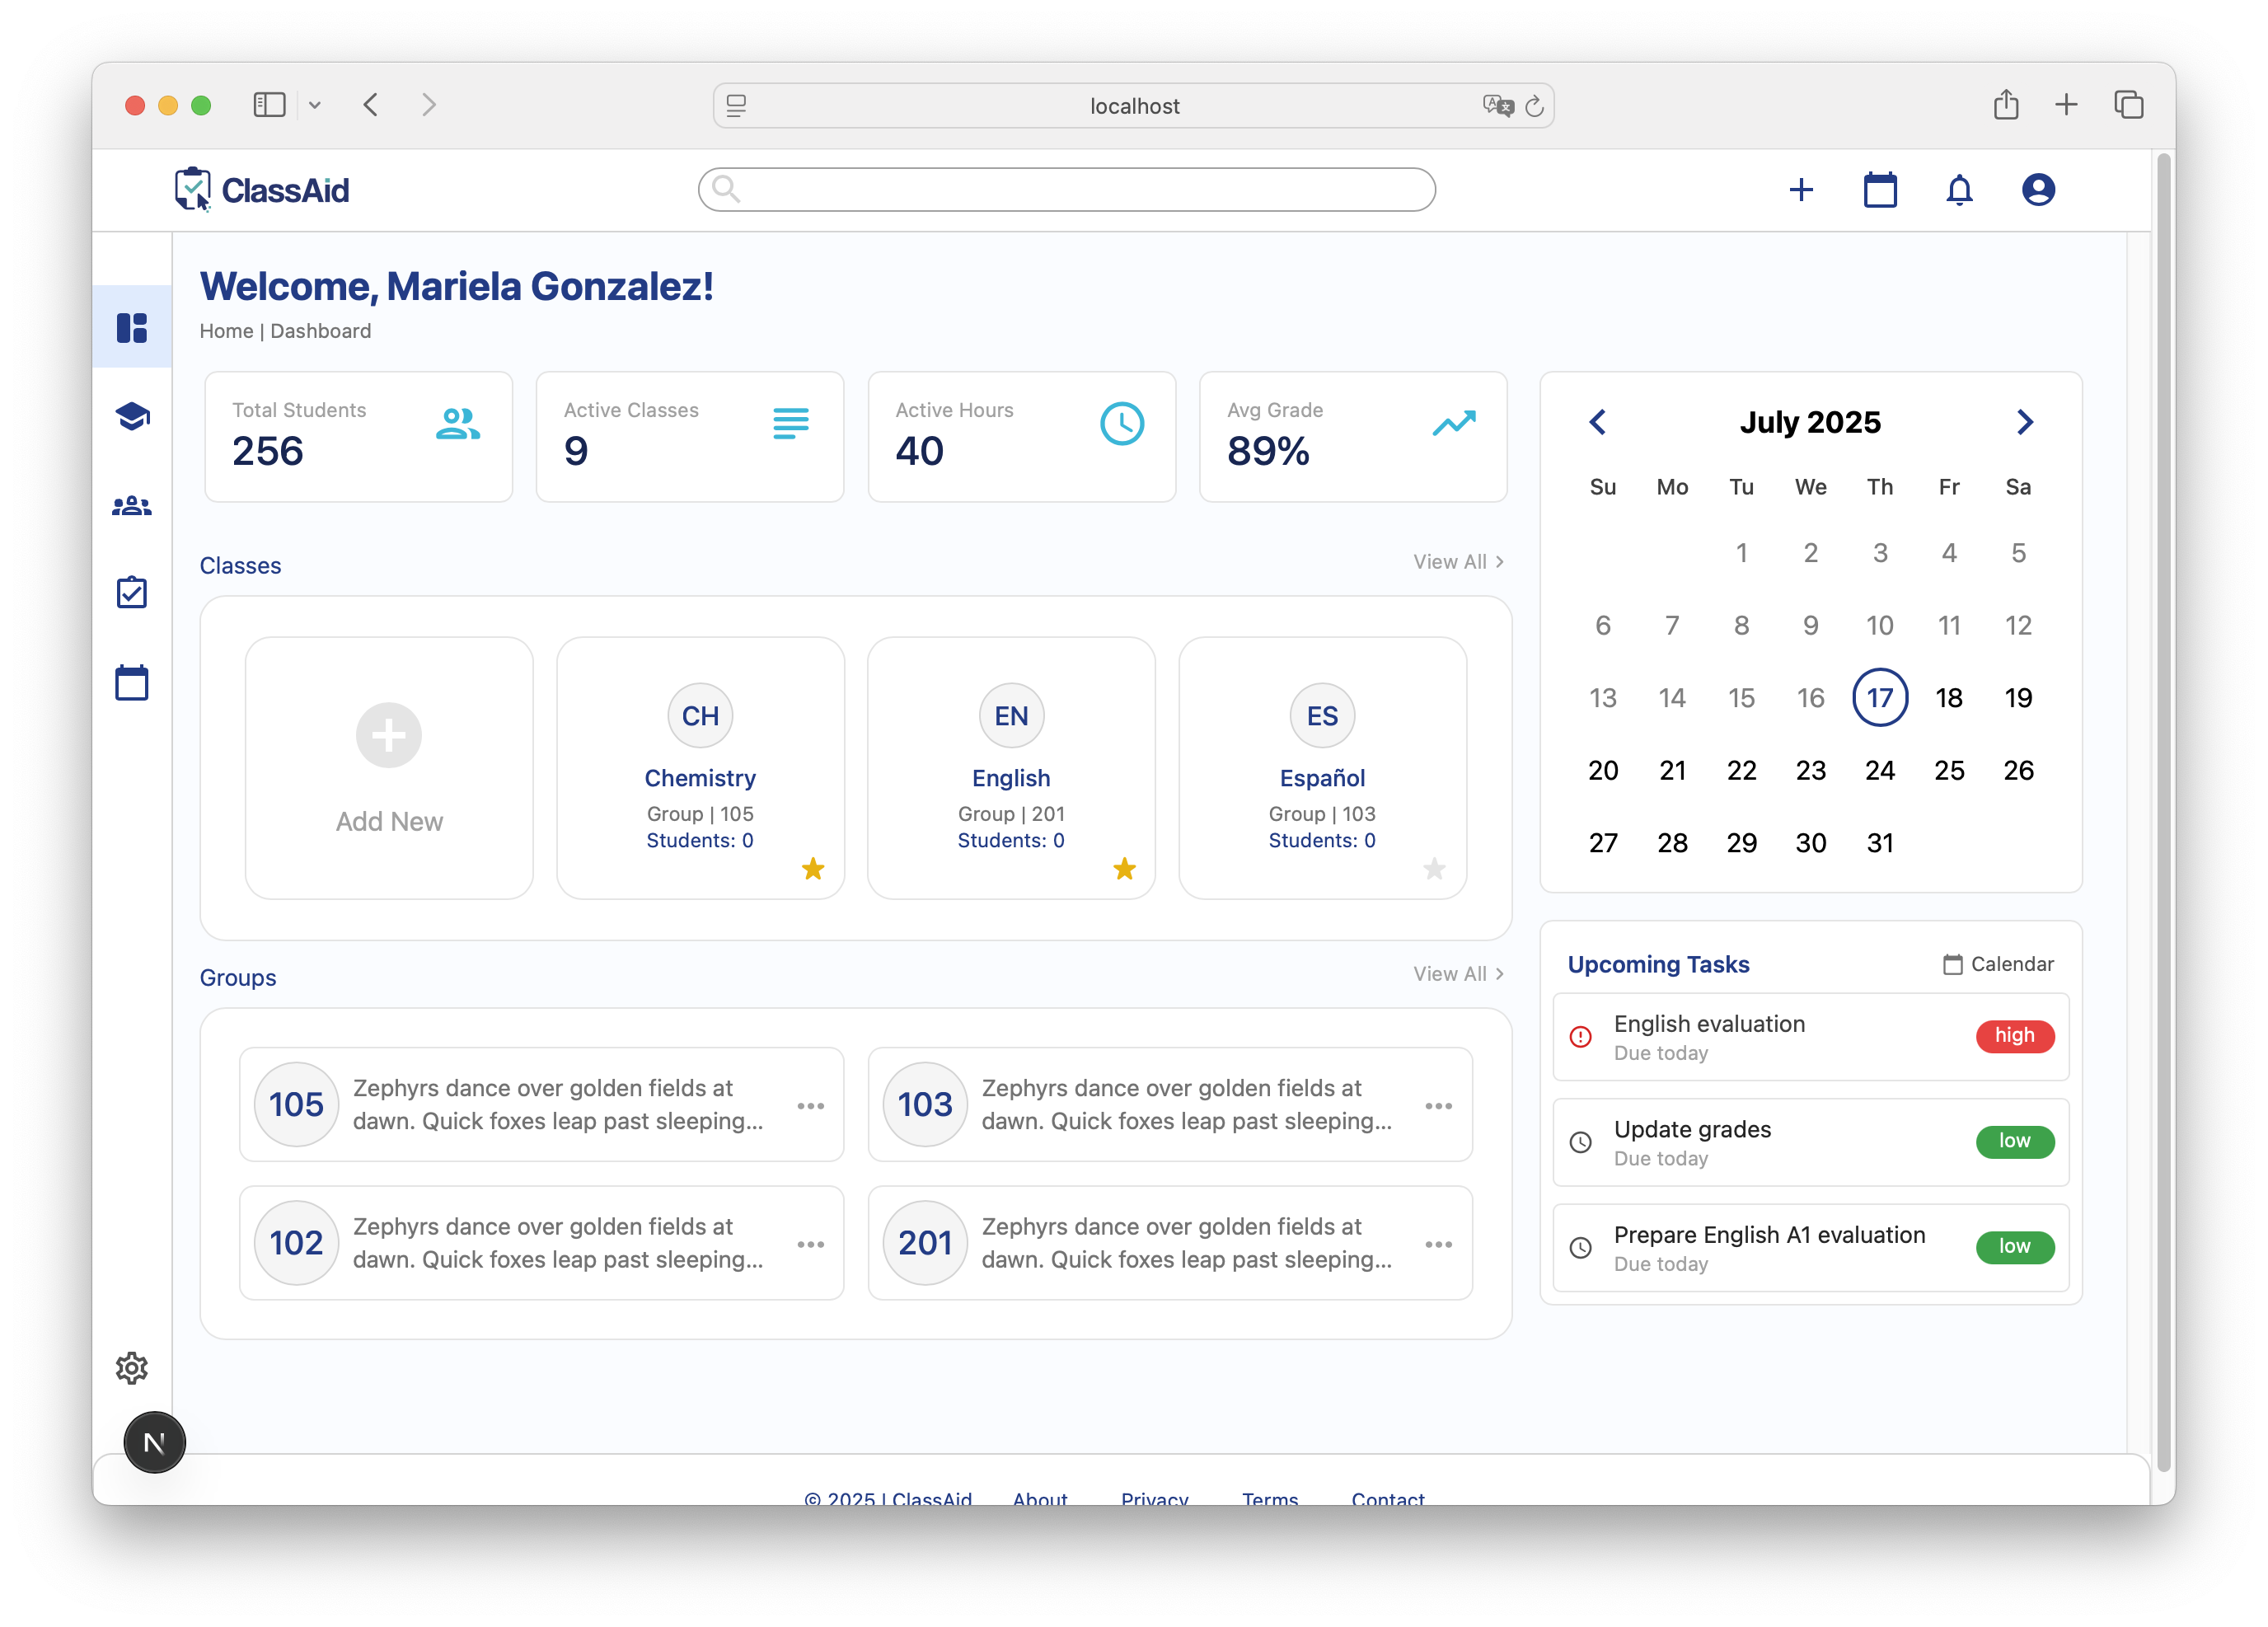 localhost
ClassAid
Welcome, Mariela Gonzalez!
Home | Dashboard
Total Students
256
Active Classes
9
Active Hours
40
Avg Grade
89%
Classes
View All >
Add New
CH
Chemistry
Group | 105
Students: 0
EN
English
Group | 201
Students: 0
ES
Español
Group | 103
Students: 0
Groups
View All >
105
Zephyrs dance over golden fields at
dawn. Quick foxes leap past sleeping...
103
Zephyrs dance over golden fields at
dawn. Quick foxes leap past sleeping...
102
Zephyrs dance over golden fields at
dawn. Quick foxes leap past sleeping...
201
Zephyrs dance over golden fields at
dawn. Quick foxes leap past sleeping...
July 2025
Su Mo Tu We Th Fr Sa
1 2 3 4 5
6 7 8 9 10 11 12
13 14 15 16 17 18 19
20 21 22 23 24 25 26
27 28 29 30 31
Upcoming Tasks
Calendar
English evaluation
Due today
high
Update grades
Due today
low
Prepare English A1 evaluation
Due today
low
N
© 2025 | ClassAid About Privacy Terms Contact